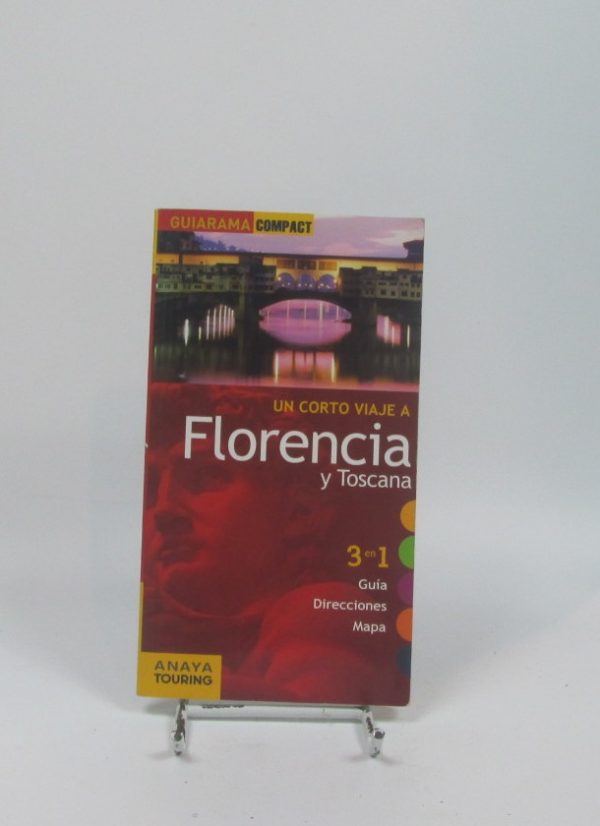 GUIARAMA COMPACT
UN CORTO VIAJE A
Florencia
y Toscana
3 en 1
Guía
Direcciones
Mapa
ANAYA
TOURING